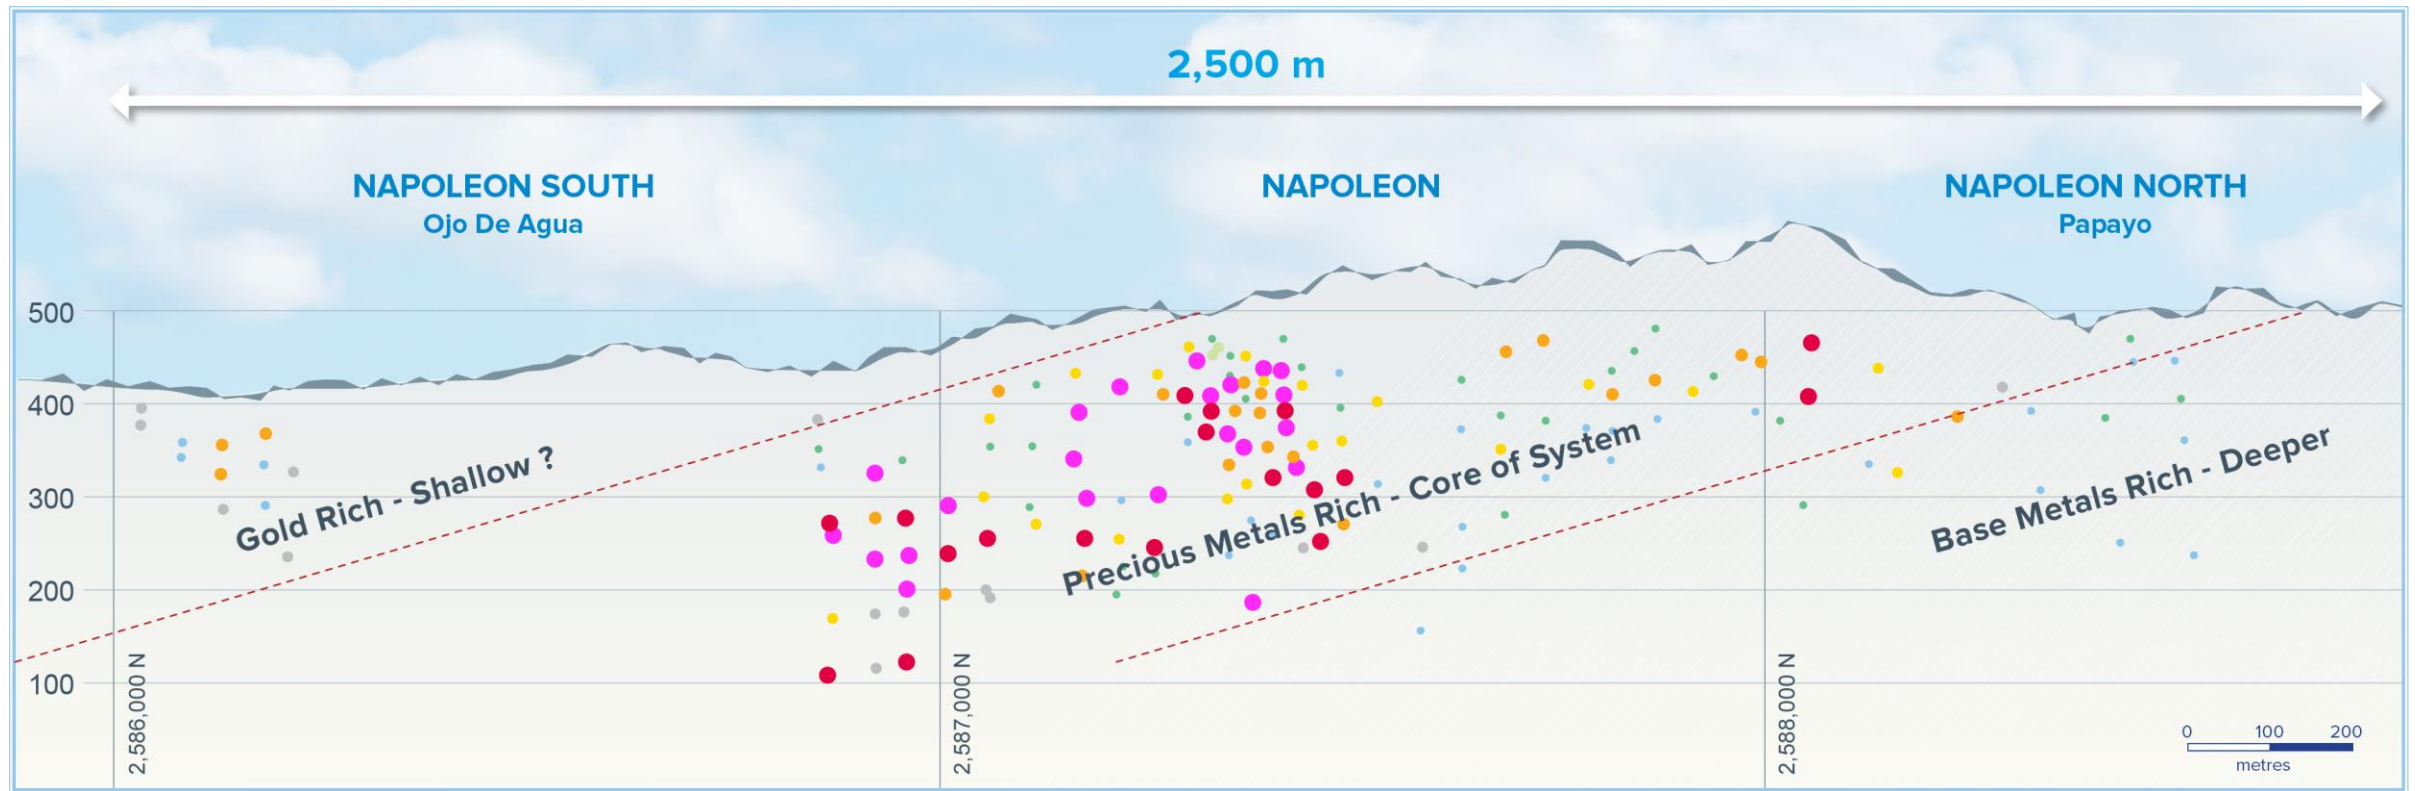 2,500 m
NAPOLEON SOUTH
Ojo De Agua
NAPOLEON
NAPOLEON NORTH
Papayo
500
400
300
200
100
Gold Rich - Shallow ?
Precious Metals Rich - Core of System
Base Metals Rich - Deeper
2,586,000 N
2,587,000 N
2,588,000 N
0 100 200
metres